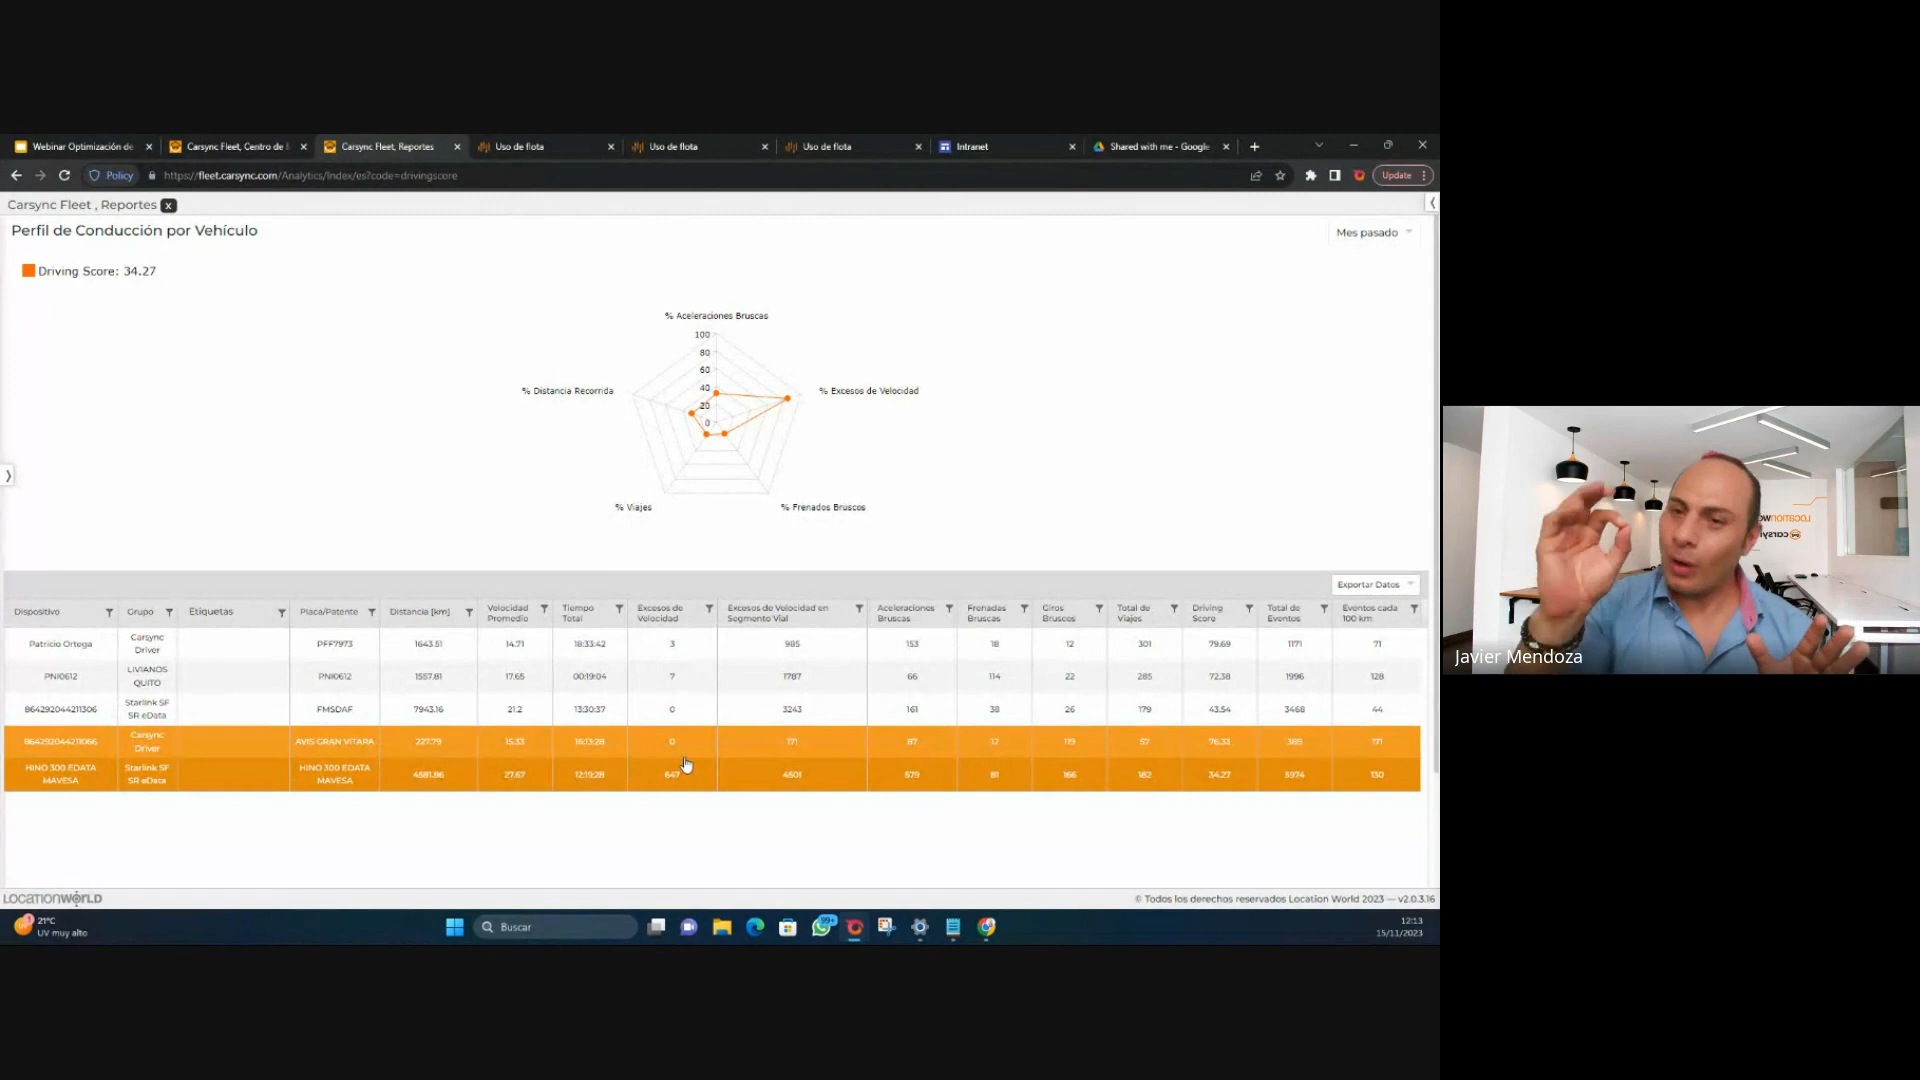 Webinar Optimización de
Carsync Fleet, Centro de
Carsync Fleet, Reportes
Uso de flota
Uso de flota
Uso de flota
Intranet
Shared with me - Google
Policy
https://fleet.carsync.com/Analytics/Index/es?code=drivingscore
Update
Carsync Fleet , Reportes x
Perfil de Conducción por Vehículo
Mes pasado
Driving Score: 34.27
% Aceleraciones Bruscas
100
80
60
40
20
0
% Distancia Recorrida
% Excesos de Velocidad
% Viajes
% Frenados Bruscos
Exportar Datos
Dispositivo Grupo Etiquetas Placa/Patente Distancia [km] Velocidad Promedio Tiempo Total Excesos de Velocidad Excesos de Velocidad en Segmento Vial Aceleraciones Bruscas Frenadas Bruscas Giros Bruscos Total de Viajes Driving Score Total de Eventos Eventos cada 100 km
Patricio Ortega Carsync Driver PFF7973 1643.51 14.71 18:33:42 3 985 153 18 12 301 79.69 1171 71
PNI0612 LIVIANOS QUITO PNI0612 1557.81 17.65 00:19:04 7 1787 66 114 22 285 72.38 1996 128
864292044211306 Starlink SF SR eData FMSDAF 7943.16 21.2 13:30:37 0 3243 161 38 26 179 43.54 3468 44
864292044211066 Carsync Driver AVIS GRAN VITARA 227.79 15.33 16:13:28 0 171 87 12 119 57 76.33 389 171
HINO 300 EDATA MAVESA Starlink SF SR eData HINO 300 EDATA MAVESA 4581.86 27.67 12:19:28 647 4501 579 81 166 182 34.27 5974 130
LOCATIONWORLD
© Todos los derechos reservados Location World 2023 — v2.0.3.16
21°C
UV muy alto
Buscar
99+
12:13
15/11/2023
Javier Mendoza